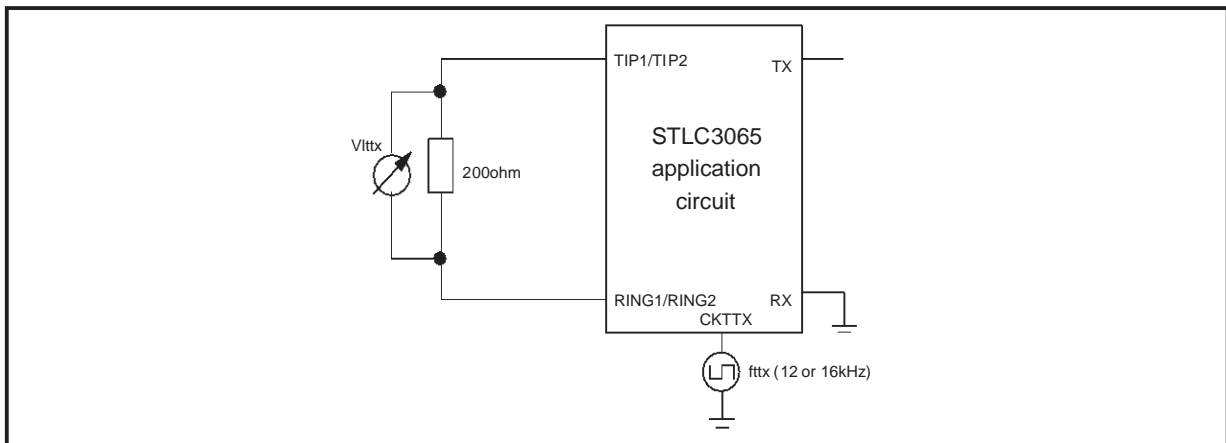 TIP1/TIP2
TX
Vlttx
200ohm
STLC3065
application
circuit
RING1/RING2
RX
CKTTX
fttx (12 or 16kHz)